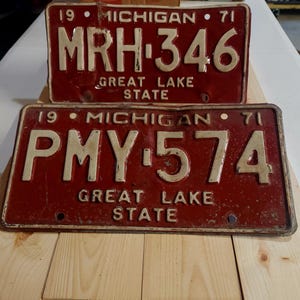 19 • MICHIGAN • 71
MRH·346
GREAT LAKE
STATE
19 • MICHIGAN • 71
PMY·574
GREAT LAKE
STATE